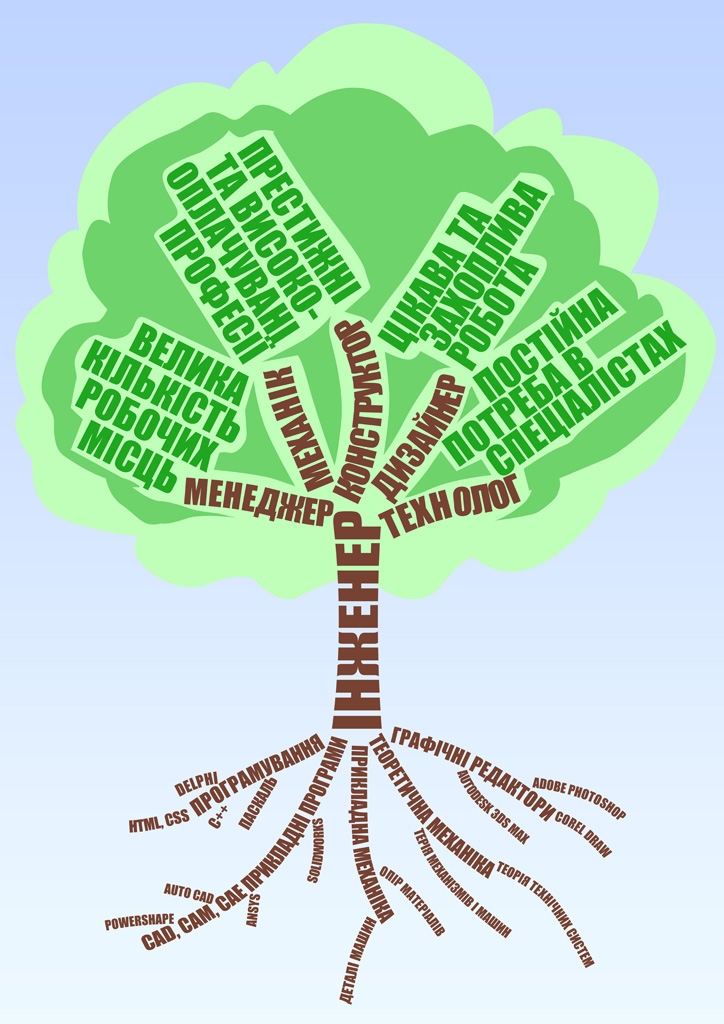 ПРЕСТИЖНІ
ТА ВИСОКО-
ОПЛАЧУВАНІ
ПРОФЕСІЇ
ЦІКАВА ТА
ЗАХОПЛИВА
РОБОТА
ВЕЛИКА
КІЛЬКІСТЬ
РОБОЧИХ
МІСЦЬ
ПОСТІЙНА
ПОТРЕБА В
СПЕЦІАЛІСТАХ
МЕНЕДЖЕР
МЕХАНІК
КОНСТРУКТОР
ДИЗАЙНЕР
ТЕХНОЛОГ
ІНЖЕНЕР
ПРОГРАМУВАННЯ
DELPHI
HTML, CSS
C++
ПАСКАЛЬ
CAD, CAM, CAE ПРИКЛАДНІ ПРОГРАМИ
SOLIDWORKS
AUTO CAD
ANSYS
POWERSHAPE
ПРИКЛАДНА МЕХАНІКА
ОПІР МАТЕРІАЛІВ
ДЕТАЛІ МАШИН
ТЕОРЕТИЧНА МЕХАНІКА
ТЕРІЯ МЕХАНІЗМІВ І МАШИН
ТЕОРІЯ ТЕХНІЧНИХ СИСТЕМ
ГРАФІЧНІ РЕДАКТОРИ
AUTODESK 3DS MAX
ADOBE PHOTOSHOP
COREL DRAW